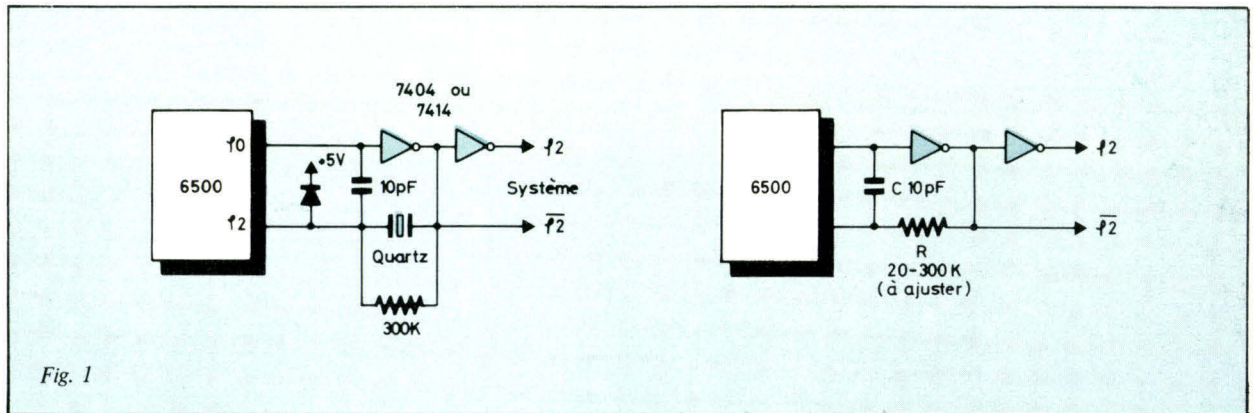 7404 ou
7414
φ0
+5V
6500
10pF
φ2
Quartz
300K
φ2
Système
φ2
6500
C 10pF
R
20-300K
(à ajuster)
φ2
φ2
Fig. 1